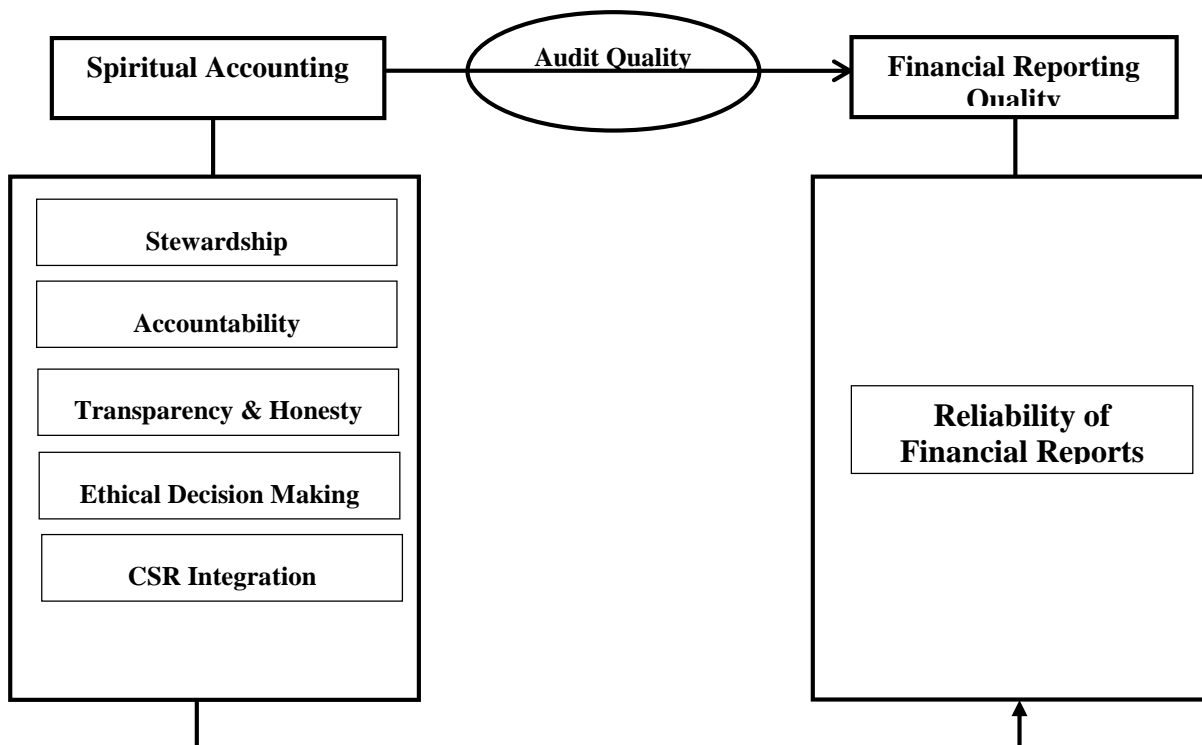 Spiritual Accounting
Audit Quality
Financial Reporting
Quality
Stewardship
Accountability
Transparency & Honesty
Ethical Decision Making
CSR Integration
Reliability of
Financial Reports